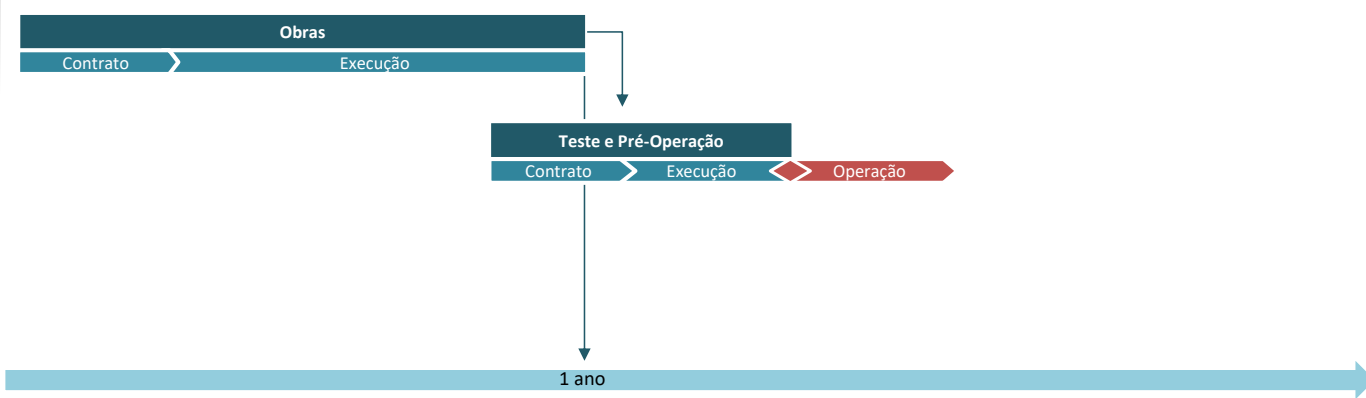 Obras
Contrato Execução
Teste e Pré-Operação
Contrato Execução Operação
1 ano